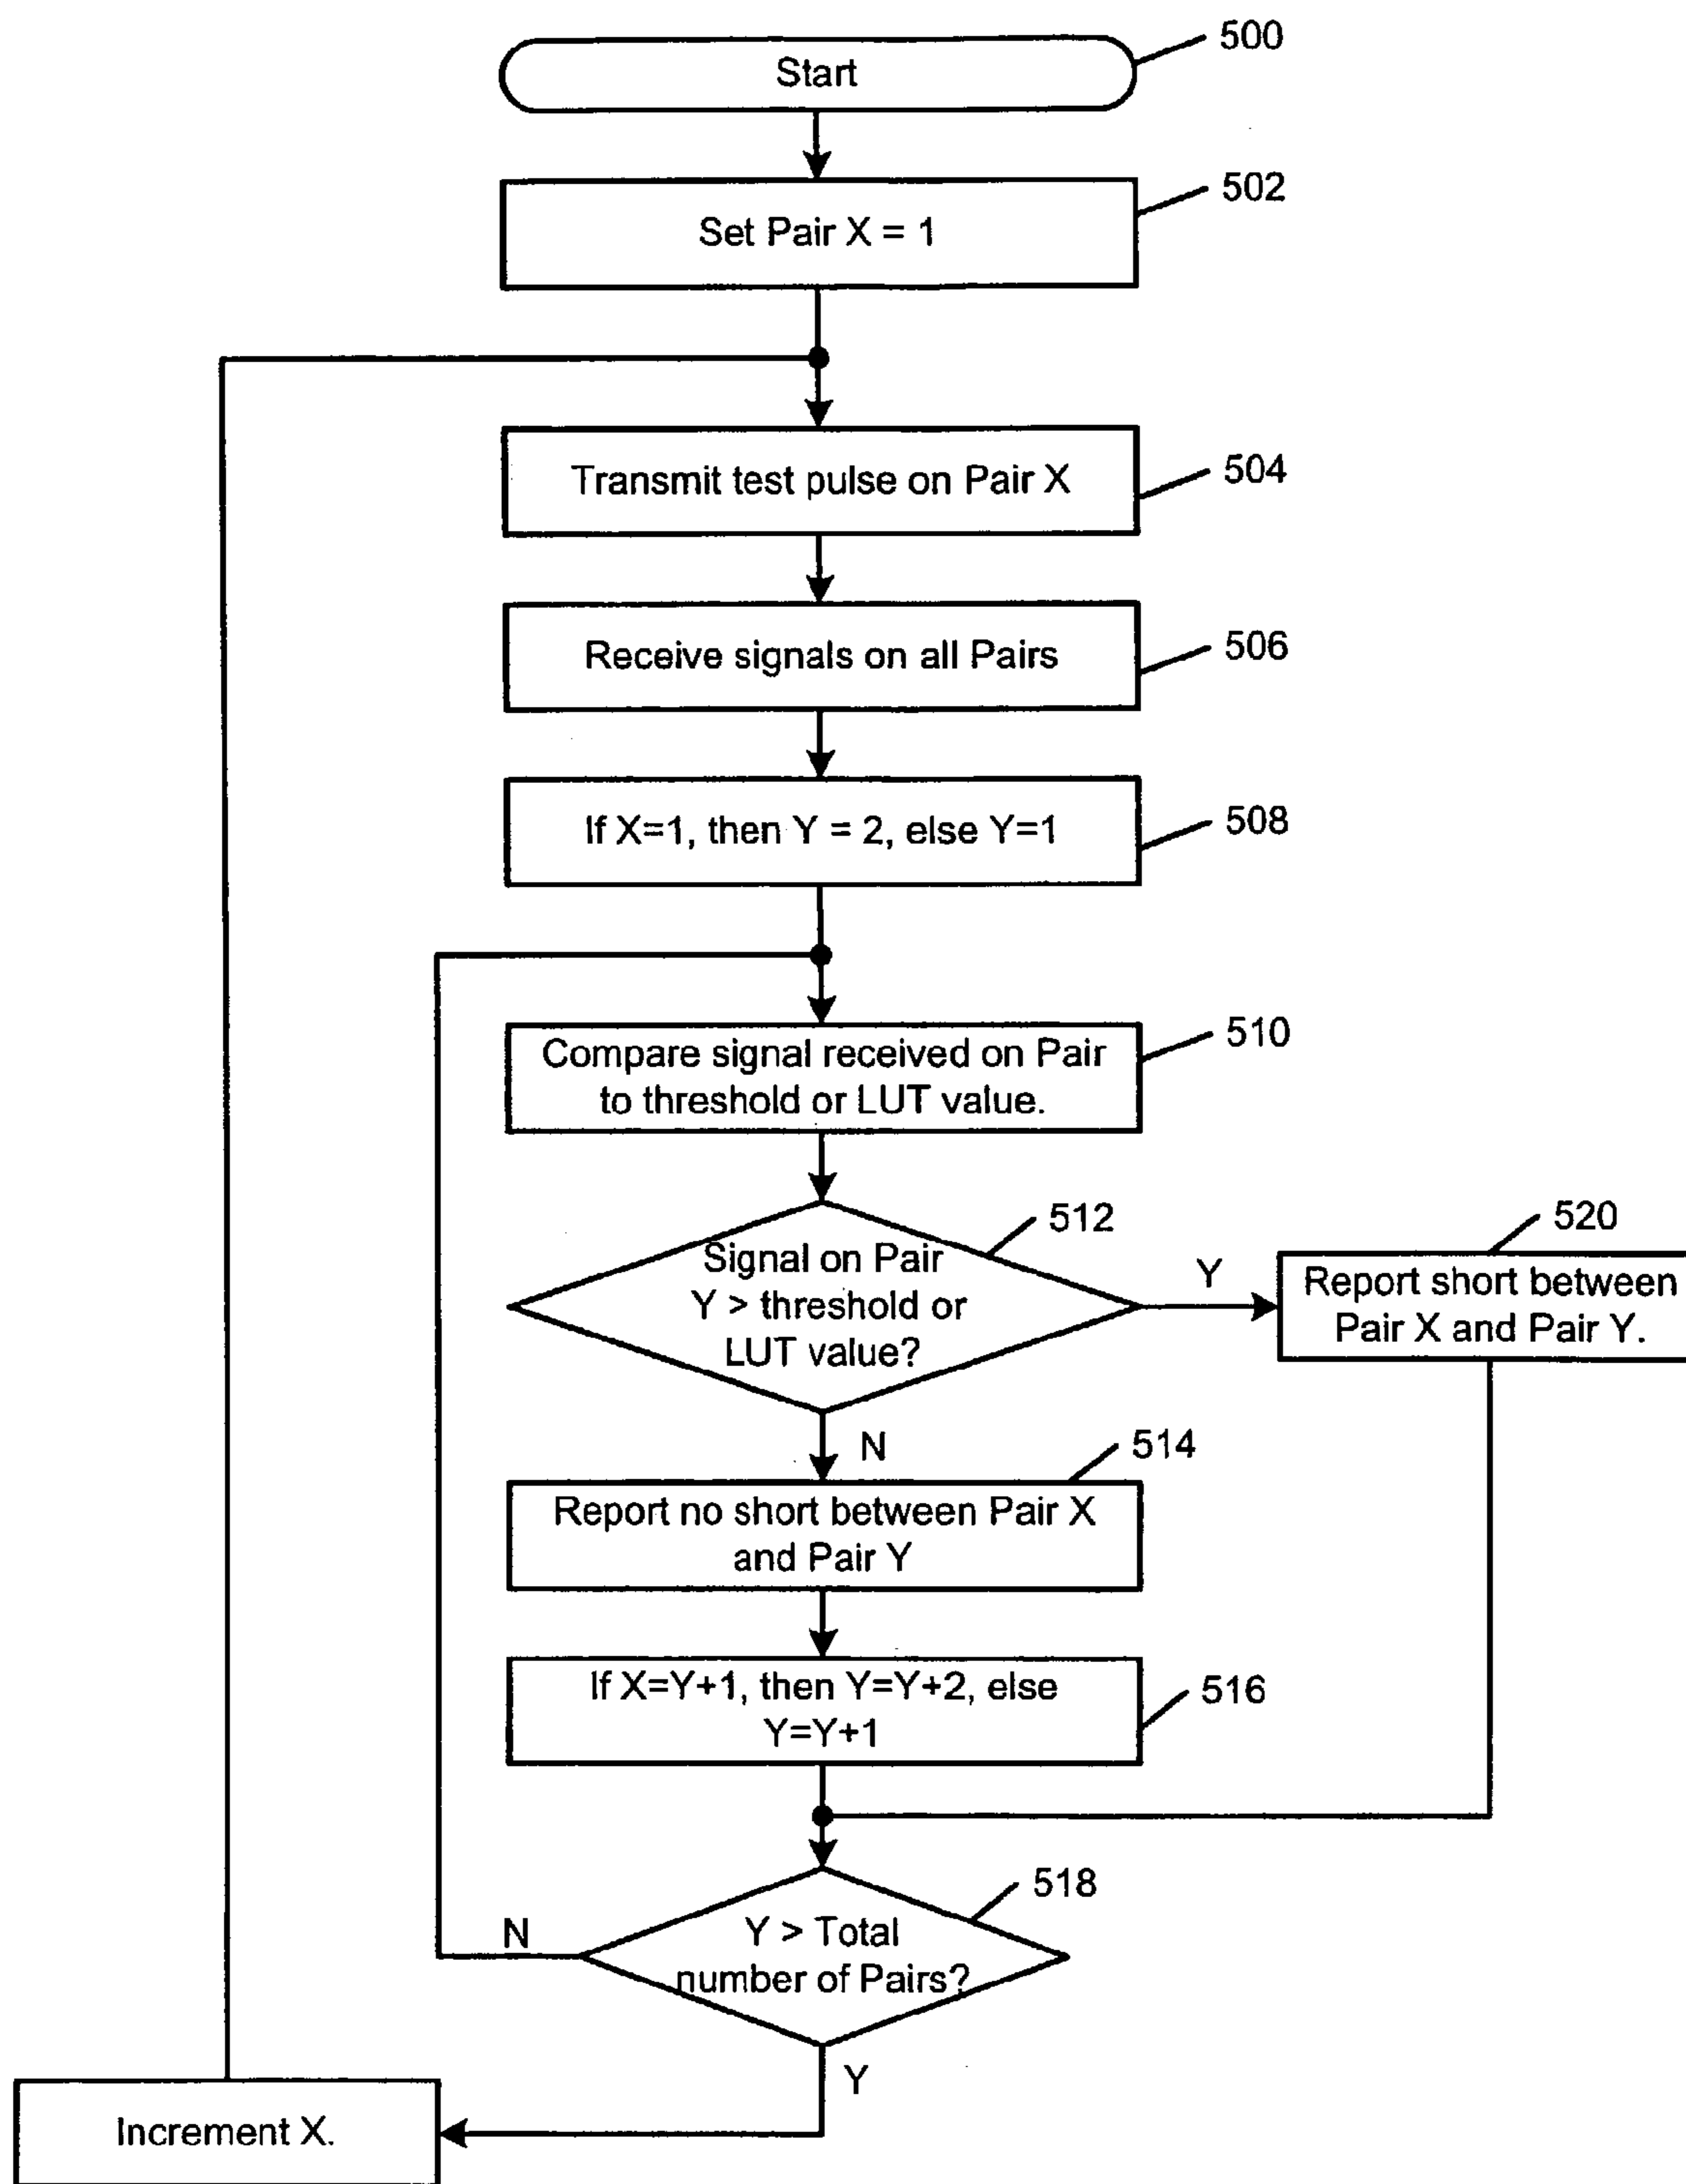 500
Start
502
Set Pair X = 1
Transmit test pulse on Pair X
504
Receive signals on all Pairs
506
If X=1, then Y = 2, else Y=1
508
Compare signal received on Pair
to threshold or LUT value.
510
512
Signal on Pair
Y > threshold or
LUT value?
Y
520
Report short between
Pair X and Pair Y.
N
514
Report no short between Pair X
and Pair Y
If X=Y+1, then Y=Y+2, else
Y=Y+1
516
518
Y > Total
number of Pairs?
N
Y
Increment X.